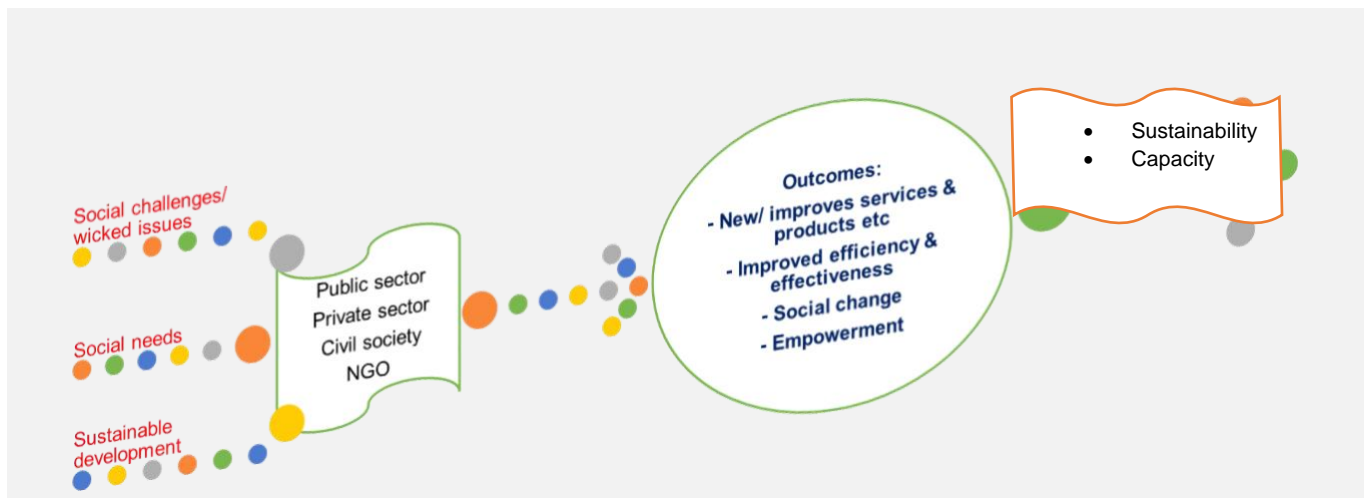 Social challenges/
wicked issues
Social needs
Sustainable
development
Public sector
Private sector
Civil society
NGO
Outcomes:
- New/ improves services &
products etc
- Improved efficiency &
effectiveness
- Social change
- Empowerment
• Sustainability
• Capacity